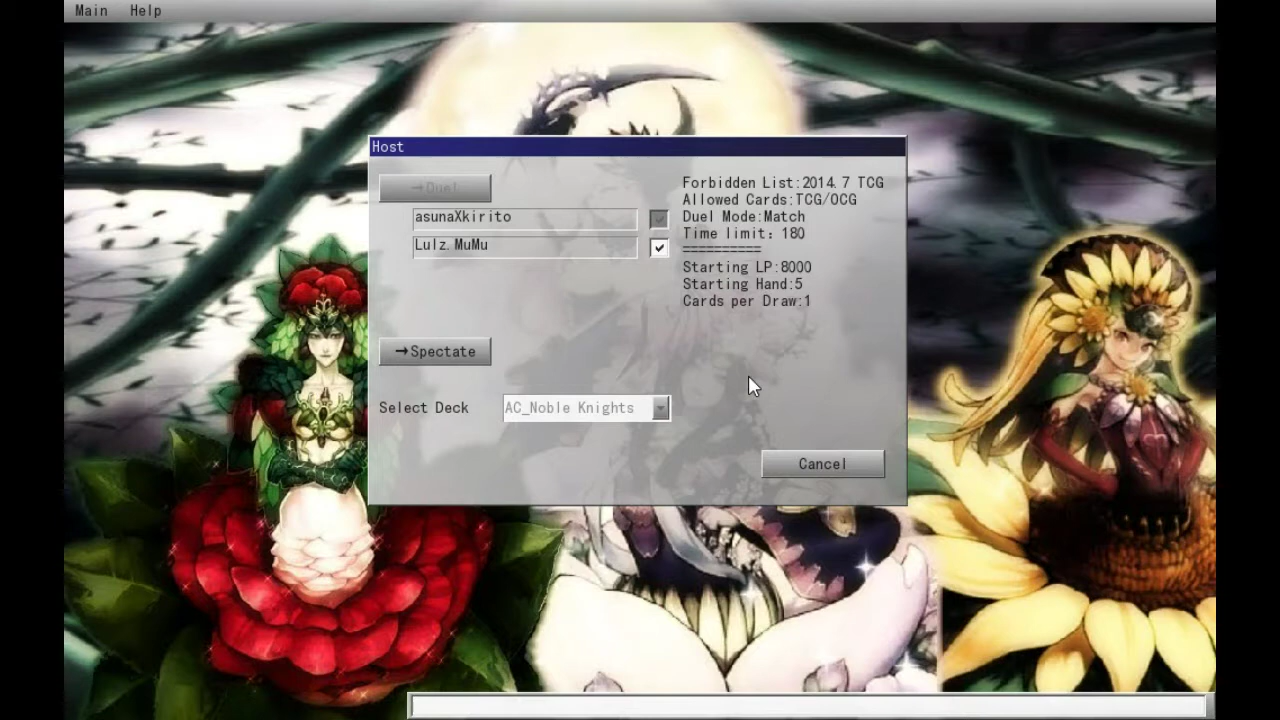 Main Help
Host
→Duel
asunaXkirito
Lulz.MuMu
Forbidden List:2014.7 TCG
Allowed Cards:TCG/OCG
Duel Mode:Match
Time limit: 180
==========
Starting LP:8000
Starting Hand:5
Cards per Draw:1
→Spectate
Select Deck AC_Noble Knights
Cancel